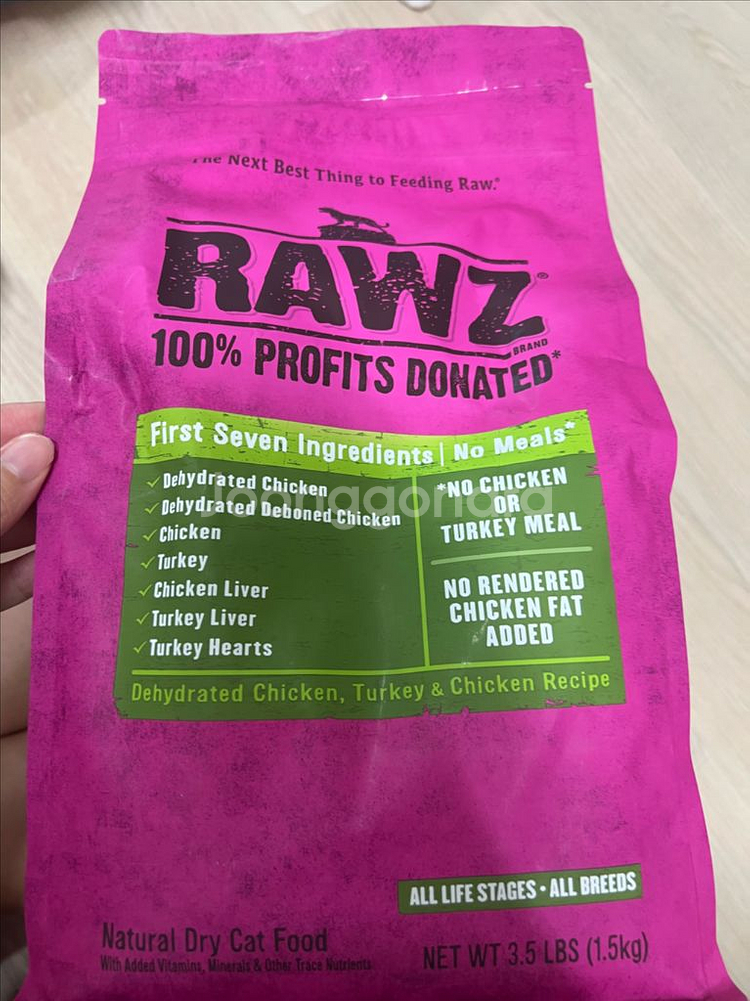 The Next Best Thing to Feeding Raw.®
RAWZ®
BRAND
100% PROFITS DONATED*
First Seven Ingredients | No Meals*
✓Dehydrated Chicken
✓Dehydrated Deboned Chicken
✓Chicken
✓Turkey
✓Chicken Liver
✓Turkey Liver
✓Turkey Hearts
*NO CHICKEN
OR
TURKEY MEAL
NO RENDERED
CHICKEN FAT
ADDED
Dehydrated Chicken, Turkey & Chicken Recipe
Joonggonara
ALL LIFE STAGES • ALL BREEDS
Natural Dry Cat Food
With Added Vitamins, Minerals & Other Trace Nutrients
NET WT 3.5 LBS (1.5kg)